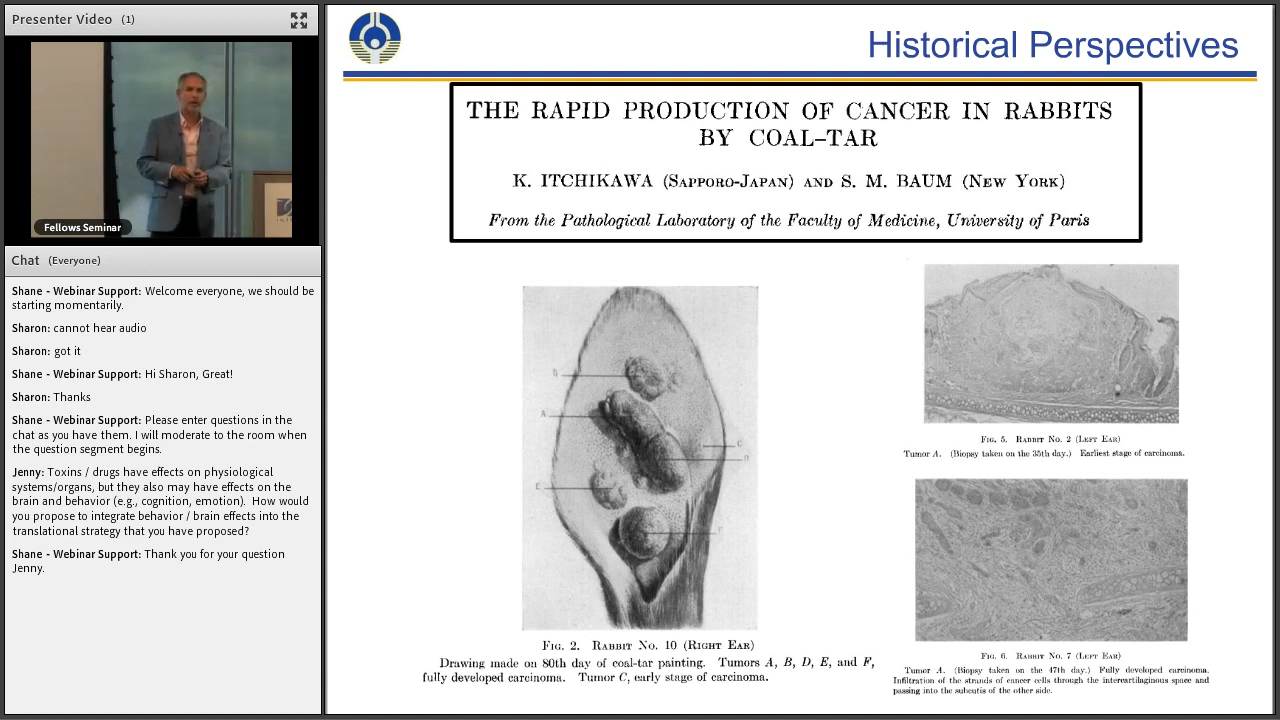 Presenter Video (1)
Fellows Seminar
Chat (Everyone)
Shane - Webinar Support: Welcome everyone, we should be
starting momentarily.
Sharon: cannot hear audio
Sharon: got it
Shane - Webinar Support: Hi Sharon, Great!
Sharon: Thanks
Shane - Webinar Support: Please enter questions in the
chat as you have them. I will moderate to the room when
the question segment begins.
Jenny: Toxins / drugs have effects on physiological
systems/organs, but they also may have effects on the
brain and behavior (e.g., cognition, emotion). How would
you propose to integrate behavior / brain effects into the
translational strategy that you have proposed?
Shane - Webinar Support: Thank you for your question
Jenny.
Historical Perspectives
THE RAPID PRODUCTION OF CANCER IN RABBITS
BY COAL-TAR
K. ITCHIKAWA (SAPPORO-JAPAN) AND S. M. BAUM (NEW YORK)
From the Pathological Laboratory of the Faculty of Medicine, University of Paris
B
A
C
D
E
F
FIG. 2. RABBIT No. 10 (RIGHT EAR)
Drawing made on 80th day of coal-tar painting. Tumors A, B, D, E, and F,
fully developed carcinoma. Tumor C, early stage of carcinoma.
FIG. 5. RABBIT No. 2 (LEFT EAR)
Tumor A. (Biopsy taken on the 35th day.) Earliest stage of carcinoma.
FIG. 6. RABBIT No. 7 (LEFT EAR)
Tumor A. (Biopsy taken on the 47th day.) Fully developed carcinoma.
Infiltration of the strands of cancer cells through the intercartilaginous space and
passing into the subcutis of the other side.